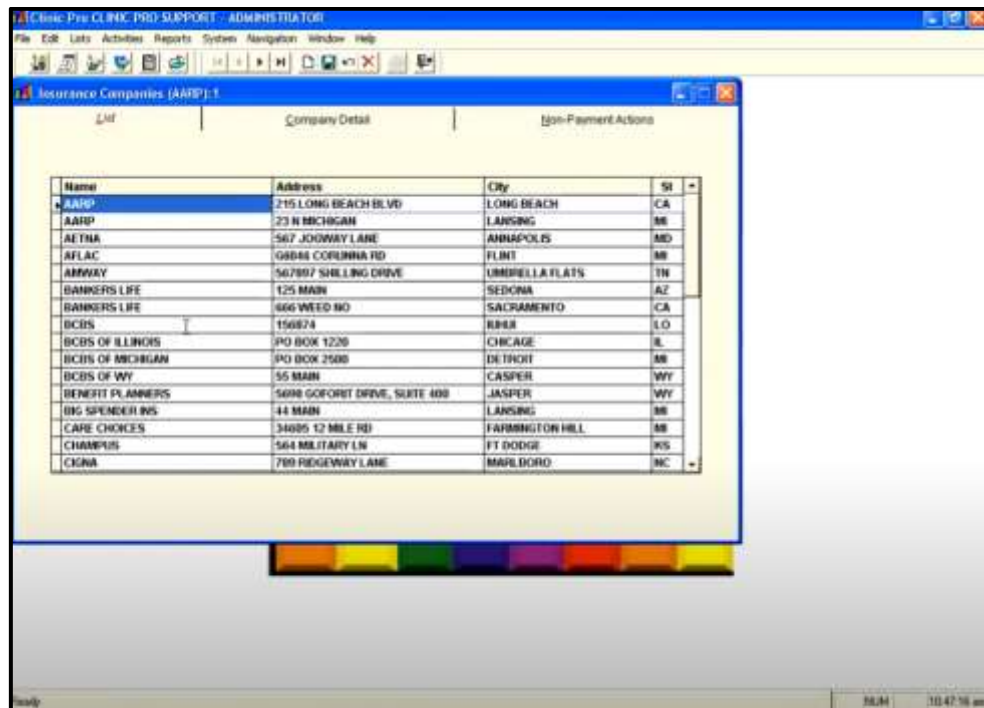 Clinic Pro CLINIC PRO SUPPORT - ADMINISTRATOR
File Edit Lists Activities Reports System Navigation Window Help
Insurance Companies (AARP):1
List Company Detail Non-Payment Actions
Name Address City St
AARP 215 LONG BEACH BLVD LONG BEACH CA
AARP 23 N MICHIGAN LANSING MI
AETNA 567 JOGWAY LANE ANNAPOLIS MD
AFLAC CORUNNA RD FLINT MI
AMWAY 567897 SHILLING DRIVE UMBRELLA FLATS TN
BANKERS LIFE 125 MAIN SEDONA AZ
BANKERS LIFE 666 WEED NO SACRAMENTO CA
BCBS 156874 LO
BCBS OF ILLINOIS PO BOX 1220 CHICAGE IL
BCBS OF MICHIGAN PO BOX 2500 DETROIT MI
BCBS OF WY 55 MAIN CASPER WY
BENEFIT PLANNERS 5698 GOFORIT DRIVE, SUITE 400 JASPER WY
BIG SPENDER INS 44 MAIN LANSING MI
CARE CHOICES 34605 12 MILE RD FARMINGTON HILL MI
CHAMPUS 564 MILITARY LN FT DODGE KS
CIGNA 789 RIDGEWAY LANE MARLBORO NC
Ready NUM 10:47:16 am